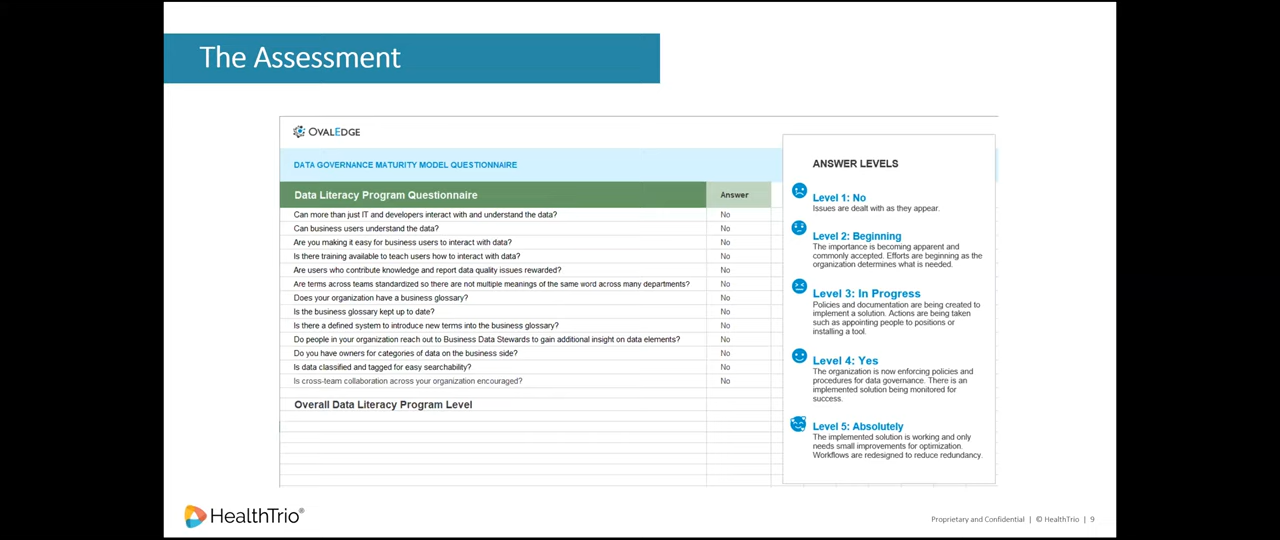 The Assessment
OVALEDGE
DATA GOVERNANCE MATURITY MODEL QUESTIONNAIRE
Data Literacy Program Questionnaire Answer
Can more than just IT and developers interact with and understand the data? No
Can business users understand the data? No
Are you making it easy for business users to interact with data? No
Is there training available to teach users how to interact with data? No
Are users who contribute knowledge and report data quality issues rewarded? No
Are terms across teams standardized so there are not multiple meanings of the same word across many departments? No
Does your organization have a business glossary? No
Is the business glossary kept up to date? No
Is there a defined system to introduce new terms into the business glossary? No
Do people in your organization reach out to Business Data Stewards to gain additional insight on data elements? No
Do you have owners for categories of data on the business side? No
Is data classified and tagged for easy searchability? No
Is cross-team collaboration across your organization encouraged? No
Overall Data Literacy Program Level
ANSWER LEVELS
Level 1: No
Issues are dealt with as they appear.
Level 2: Beginning
The importance is becoming apparent and
commonly accepted. Efforts are beginning as the
organization determines what is needed.
Level 3: In Progress
Policies and documentation are being created to
implement a solution. Actions are being taken
such as appointing people to positions or
installing a tool.
Level 4: Yes
The organization is now enforcing policies and
procedures for data governance. There is an
implemented solution being monitored for
success.
Level 5: Absolutely
The implemented solution is working and only
needs small improvements for optimization.
Workflows are redesigned to reduce redundancy.
HealthTrio®
Proprietary and Confidential | © HealthTrio | 9